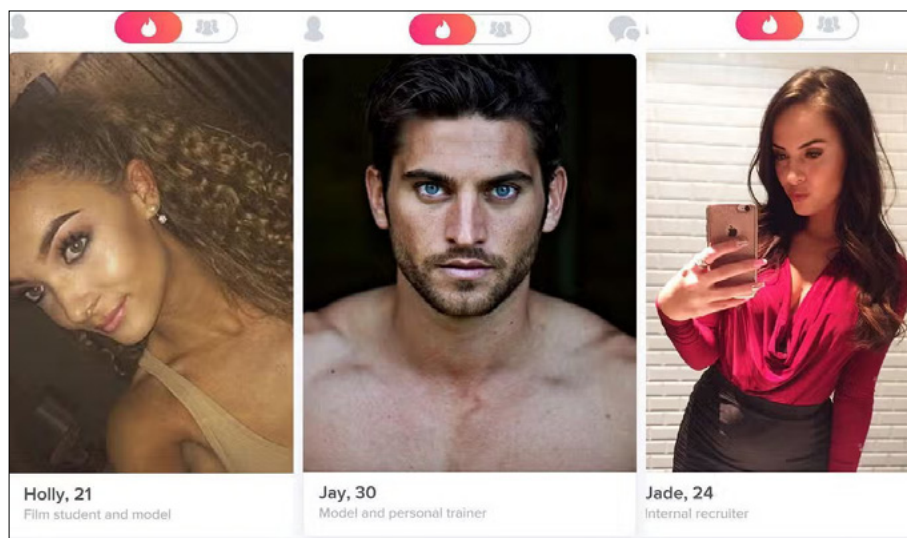 Holly, 21
Film student and model
Jay, 30
Model and personal trainer
Jade, 24
Internal recruiter